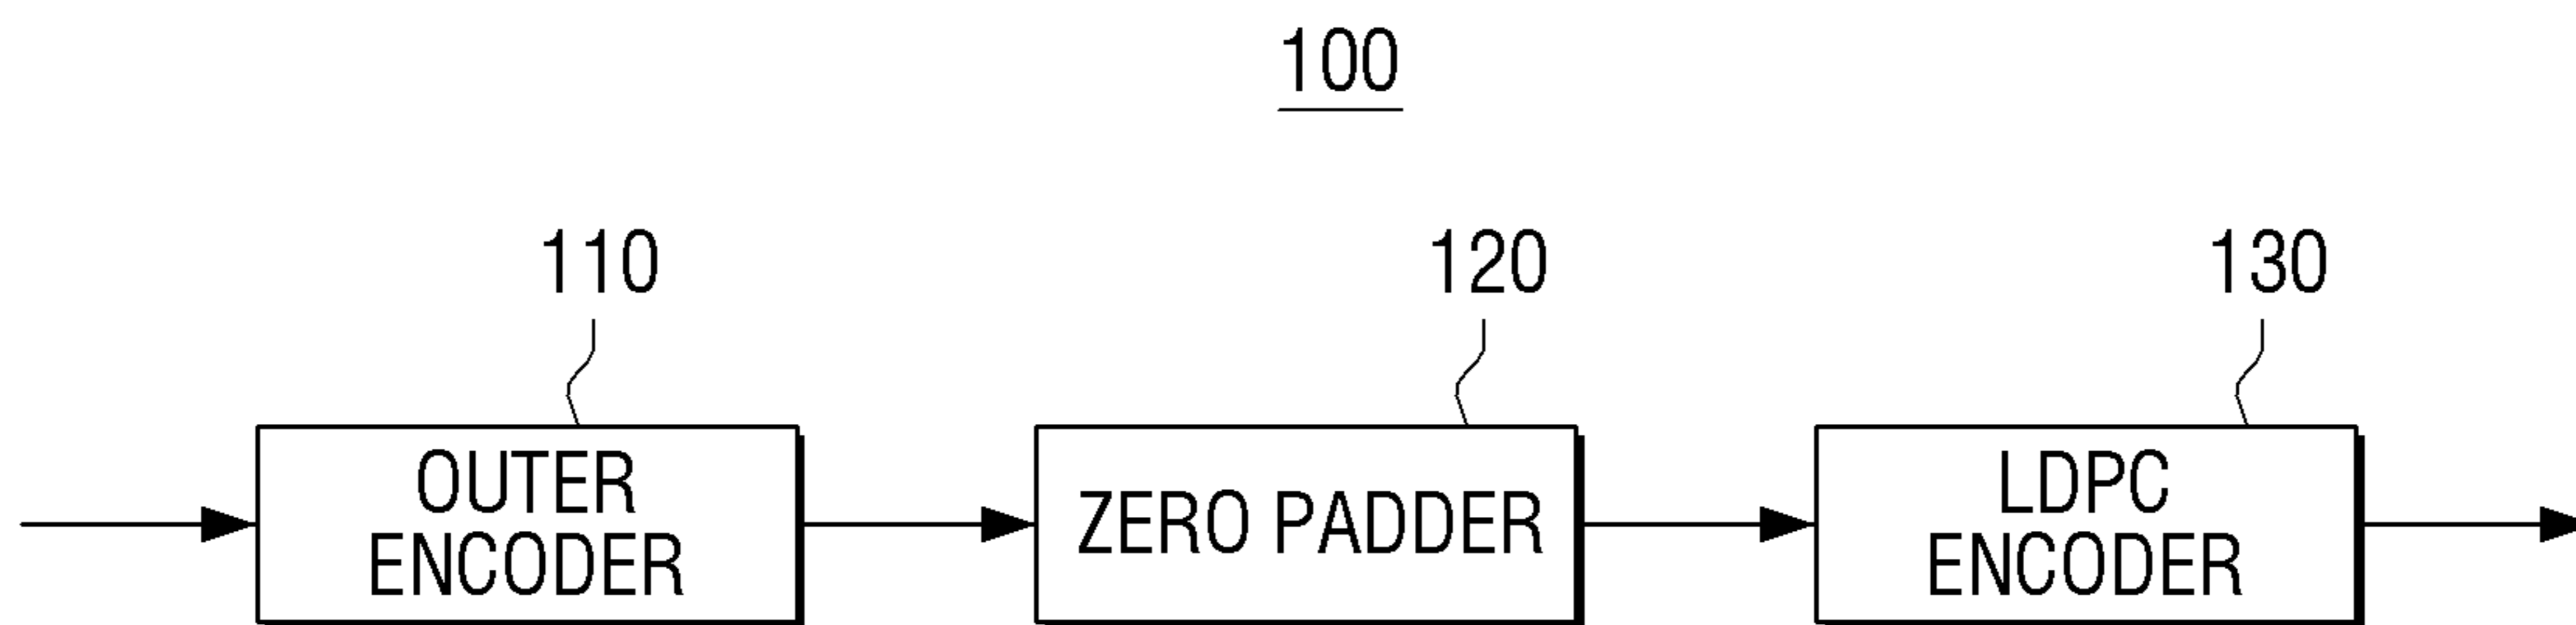 100
110
120
130
OUTER
ENCODER
ZERO PADDER
LDPC
ENCODER